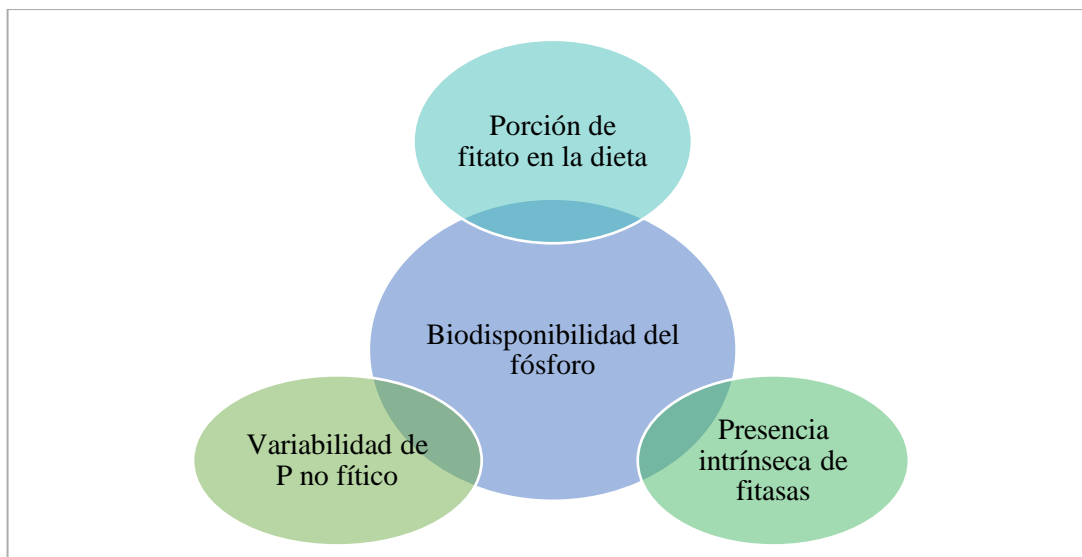 Porción de
fitato en la dieta
Biodisponibilidad del
fósforo
Variabilidad de
P no fítico
Presencia
intrínseca de
fitasas